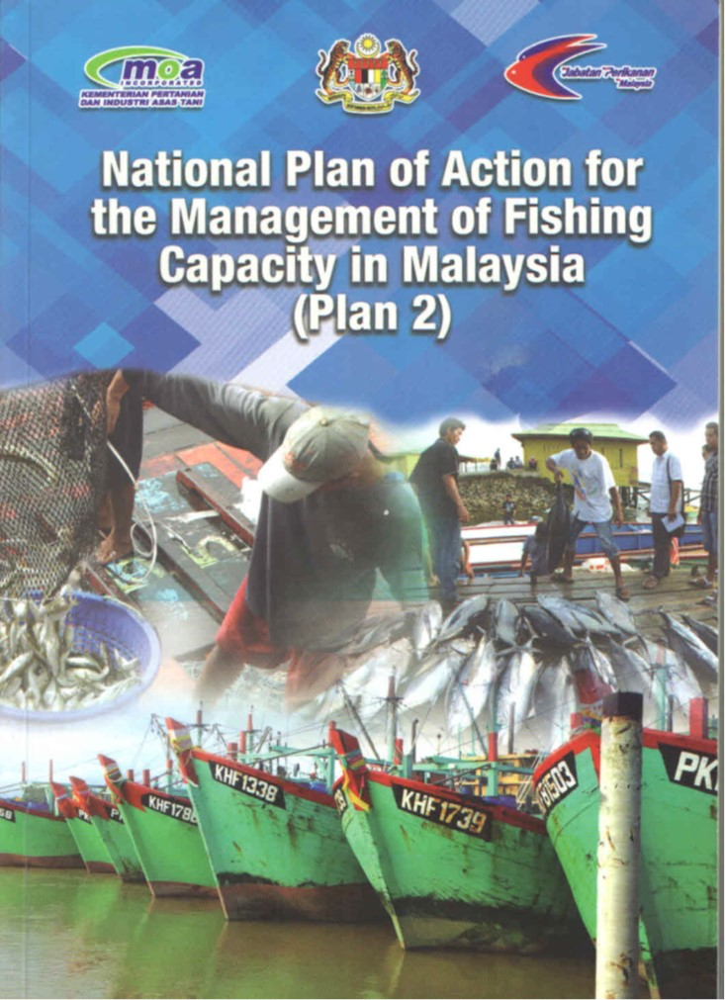 moa
INCORPORATED
KEMENTERIAN PERTANIAN
DAN INDUSTRI ASAS TANI
Jabatan Perikanan
Malaysia
National Plan of Action for
the Management of Fishing
Capacity in Malaysia
(Plan 2)
KHF1338
KHF1739
1503
PK